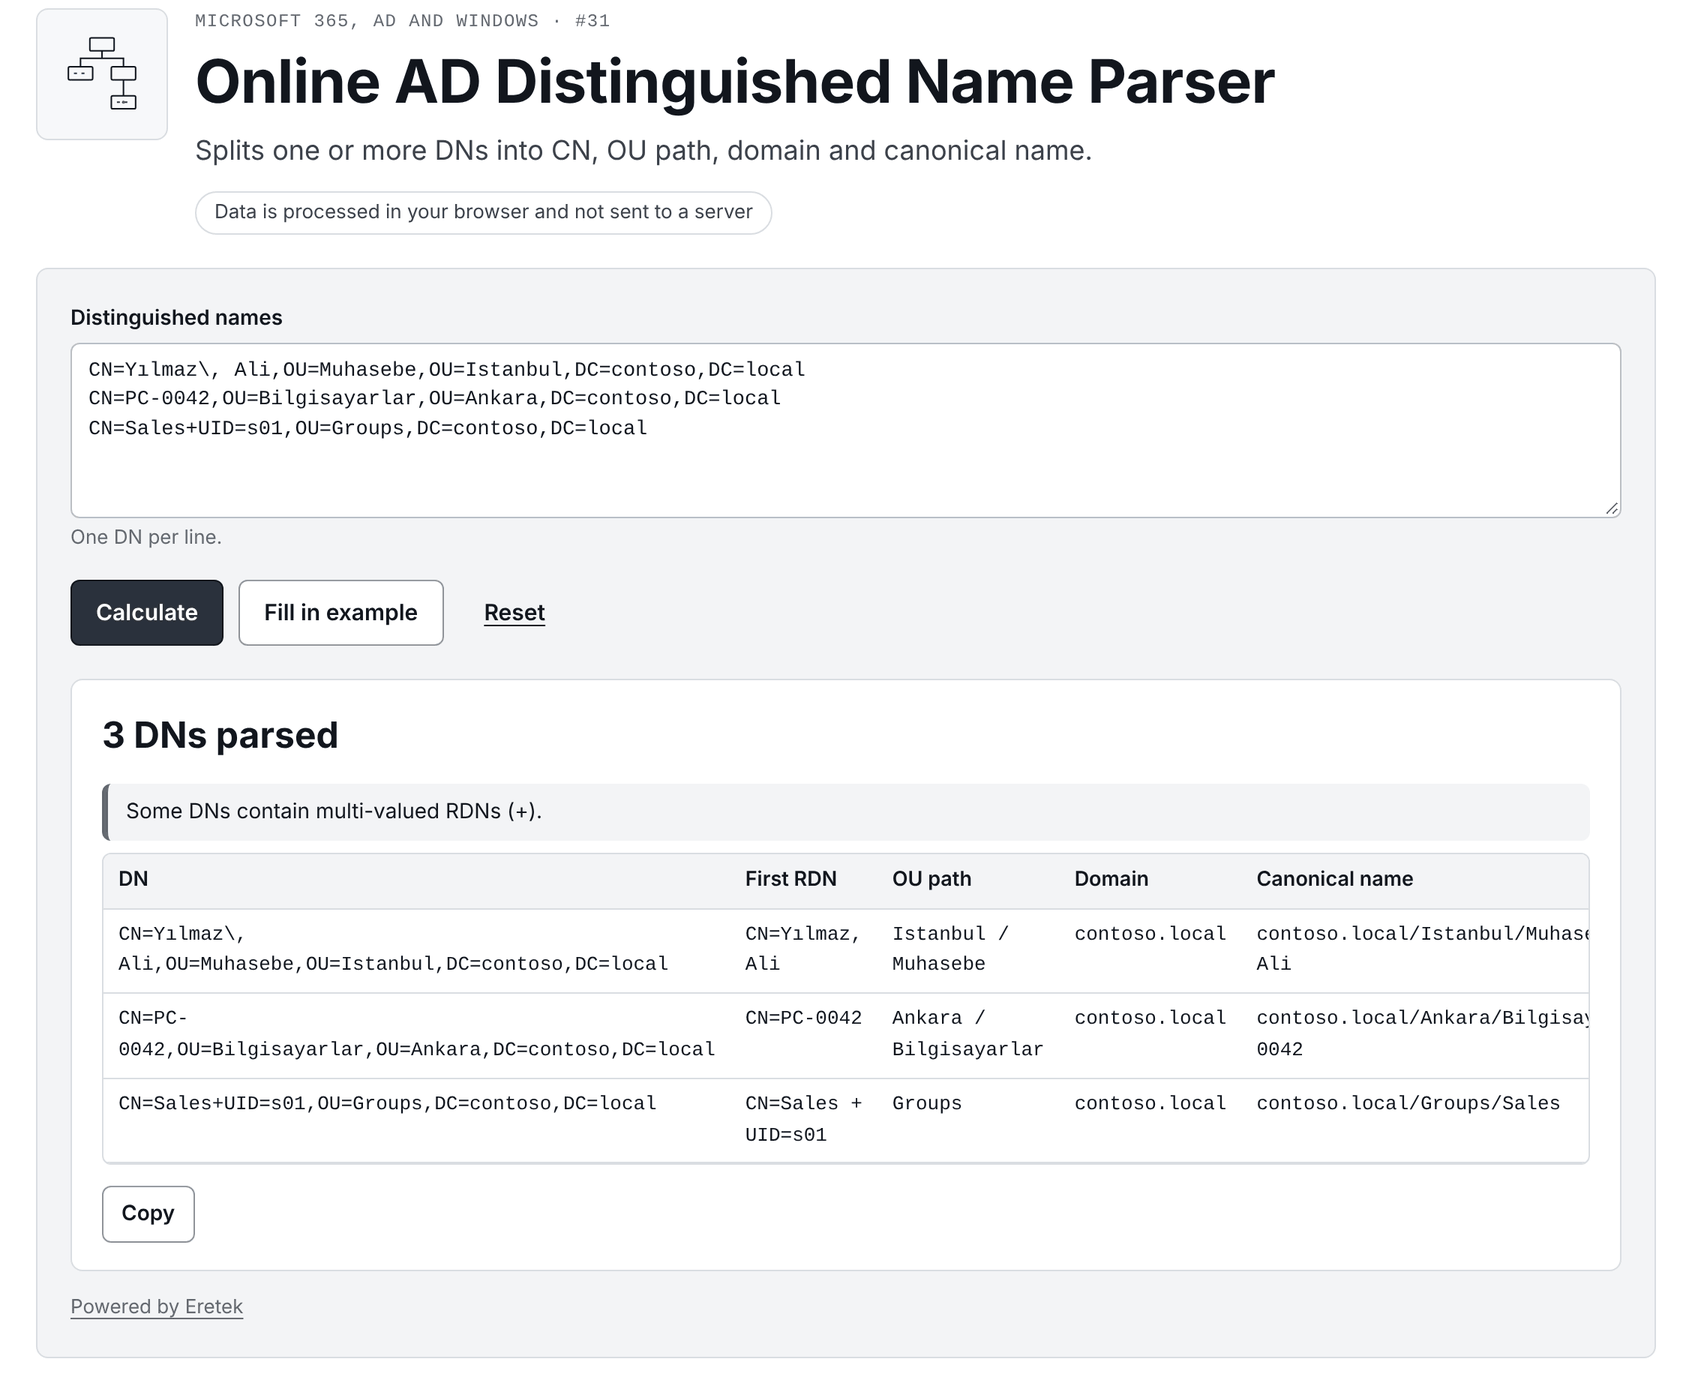 MICROSOFT 365, AD AND WINDOWS · #31
Online AD Distinguished Name Parser
Splits one or more DNs into CN, OU path, domain and canonical name.
Data is processed in your browser and not sent to a server
Distinguished names
CN=Yılmaz\, Ali,OU=Muhasebe,OU=Istanbul,DC=contoso,DC=local
CN=PC-0042,OU=Bilgisayarlar,OU=Ankara,DC=contoso,DC=local
CN=Sales+UID=s01,OU=Groups,DC=contoso,DC=local
One DN per line.
Calculate Fill in example Reset
3 DNs parsed
Some DNs contain multi-valued RDNs (+).
DN First RDN OU path Domain Canonical name
CN=Yılmaz\, CN=Yılmaz, Istanbul / contoso.local contoso.local/Istanbul/Muhase
Ali,OU=Muhasebe,OU=Istanbul,DC=contoso,DC=local Ali Muhasebe Ali
CN=PC- CN=PC-0042 Ankara / contoso.local contoso.local/Ankara/Bilgisay
0042,OU=Bilgisayarlar,OU=Ankara,DC=contoso,DC=local Bilgisayarlar 0042
CN=Sales+UID=s01,OU=Groups,DC=contoso,DC=local CN=Sales + Groups contoso.local contoso.local/Groups/Sales
UID=s01
Copy
Powered by Eretek